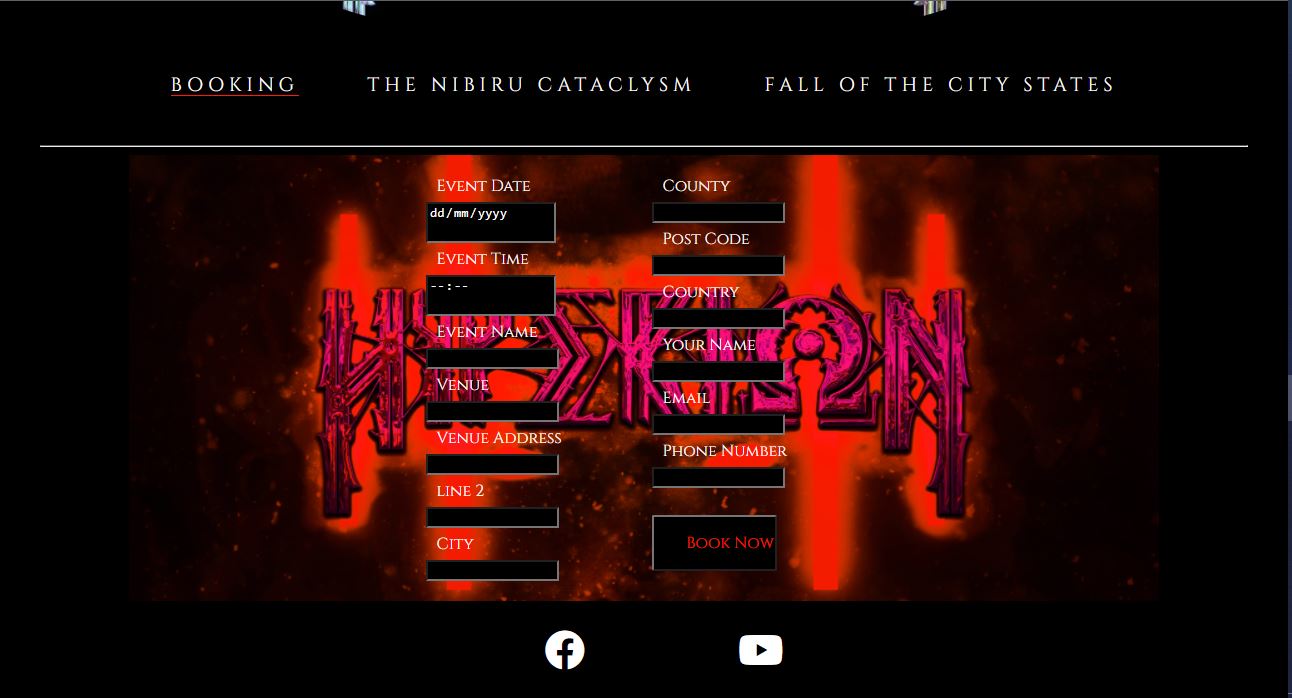 BOOKING THE NIBIRU CATACLYSM FALL OF THE CITY STATES
Event Date
dd/mm/yyyy
Event Time
--:--
Event Name
Venue
Venue Address
line 2
City
County
Post Code
Country
Your Name
Email
Phone Number
Book Now